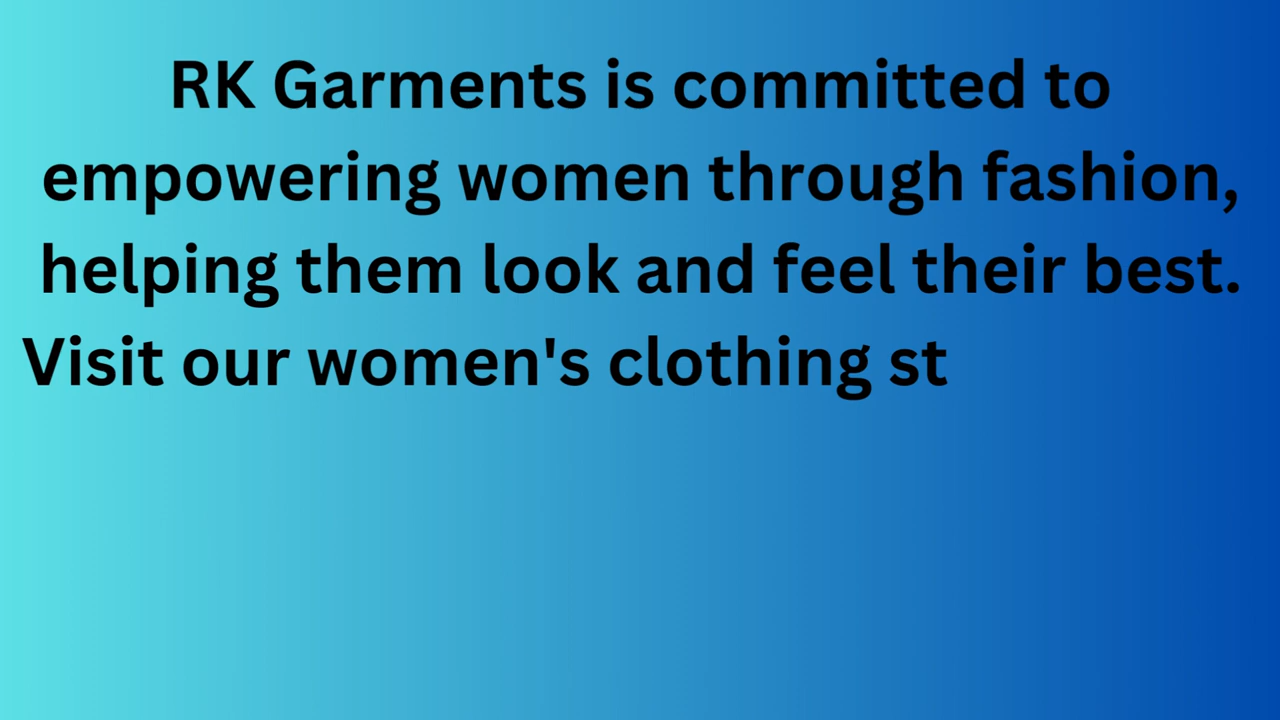 RK Garments is committed to
empowering women through fashion,
helping them look and feel their best.
Visit our women's clothing st